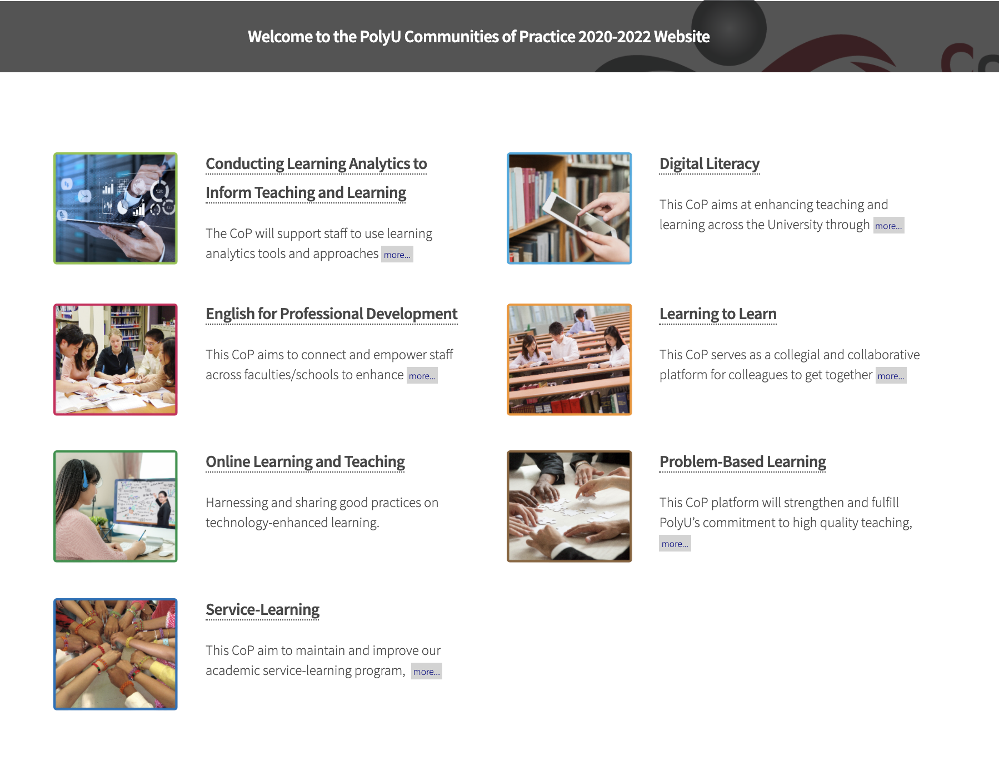 Welcome to the PolyU Communities of Practice 2020-2022 Website
Co
Conducting Learning Analytics to
Inform Teaching and Learning
The CoP will support staff to use learning
analytics tools and approaches more...
Digital Literacy
This CoP aims at enhancing teaching and
learning across the University through more...
English for Professional Development
This CoP aims to connect and empower staff
across faculties/schools to enhance more...
Learning to Learn
This CoP serves as a collegial and collaborative
platform for colleagues to get together more...
Online Learning and Teaching
Harnessing and sharing good practices on
technology-enhanced learning.
Problem-Based Learning
This CoP platform will strengthen and fulfill
PolyU’s commitment to high quality teaching,
more...
Service-Learning
This CoP aim to maintain and improve our
academic service-learning program, more...